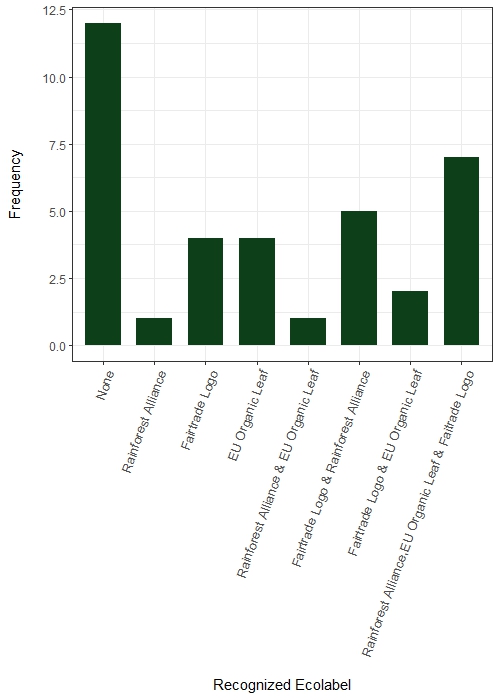 12.5
10.0
7.5
5.0
2.5
0.0
Frequency
None
Rainforest Alliance
Fairtrade Logo
EU Organic Leaf
Rainforest Alliance & EU Organic Leaf
Fairtrade Logo & Rainforest Alliance
Fairtrade Logo & EU Organic Leaf
Rainforest Alliance,EU Organic Leaf & Faitrade Logo
Recognized Ecolabel